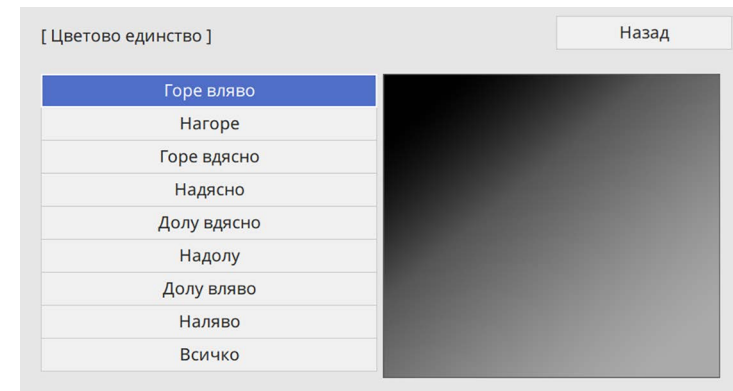 [ Цветово единство ]
Назад
Горе вляво
Нагоре
Горе вдясно
Надясно
Долу вдясно
Надолу
Долу вляво
Наляво
Всичко